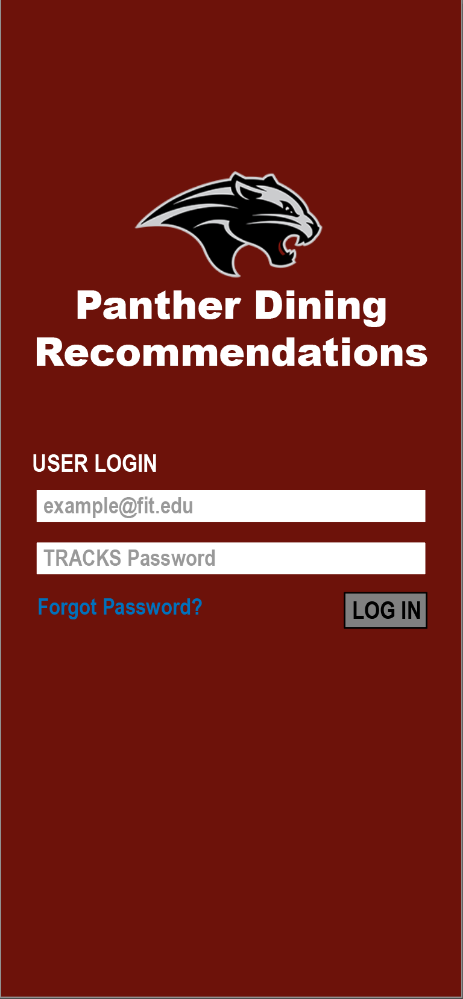 Panther Dining
Recommendations
USER LOGIN
example@fit.edu
TRACKS Password
Forgot Password?
LOG IN